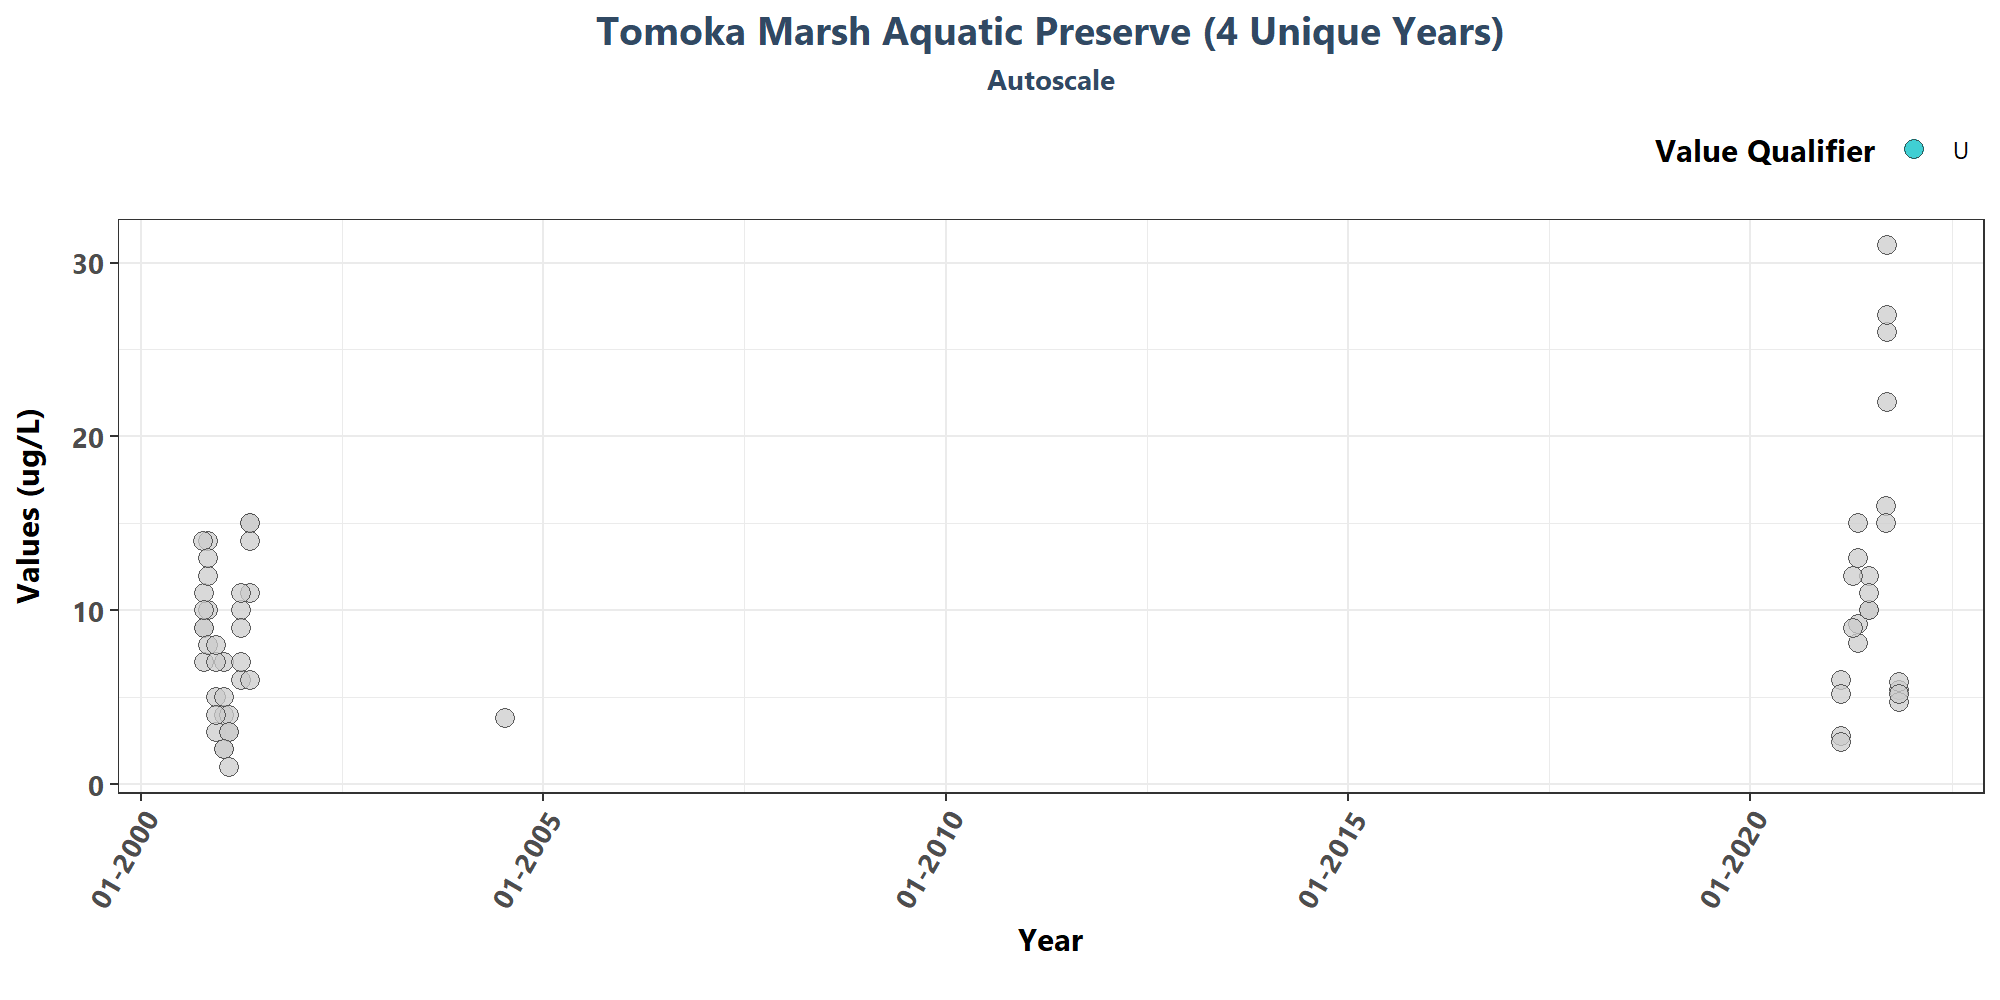 Tomoka Marsh Aquatic Preserve (4 Unique Years)
Autoscale
Value Qualifier U
Values (ug/L)
30
20
10
0
01-2000
01-2005
01-2010
01-2015
01-2020
Year